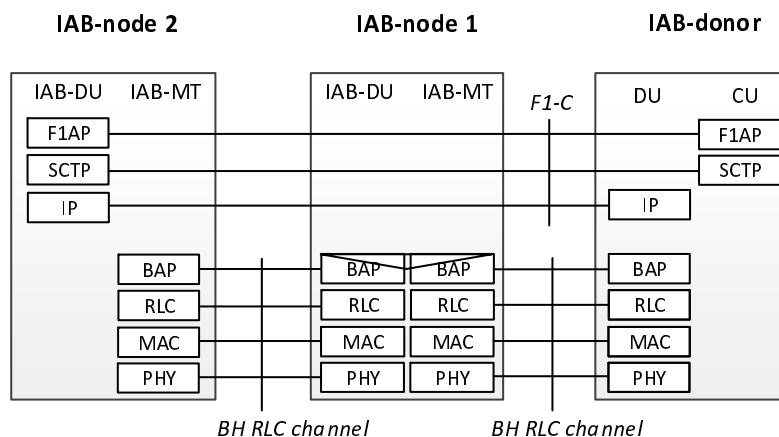 IAB-node 2 IAB-node 1 IAB-donor
IAB-DU IAB-MT IAB-DU IAB-MT F1-C DU CU
F1AP F1AP
SCTP SCTP
IP IP
BAP BAP BAP BAP
RLC RLC RLC RLC
MAC MAC MAC MAC
PHY PHY PHY PHY
BH RLC channel BH RLC channel